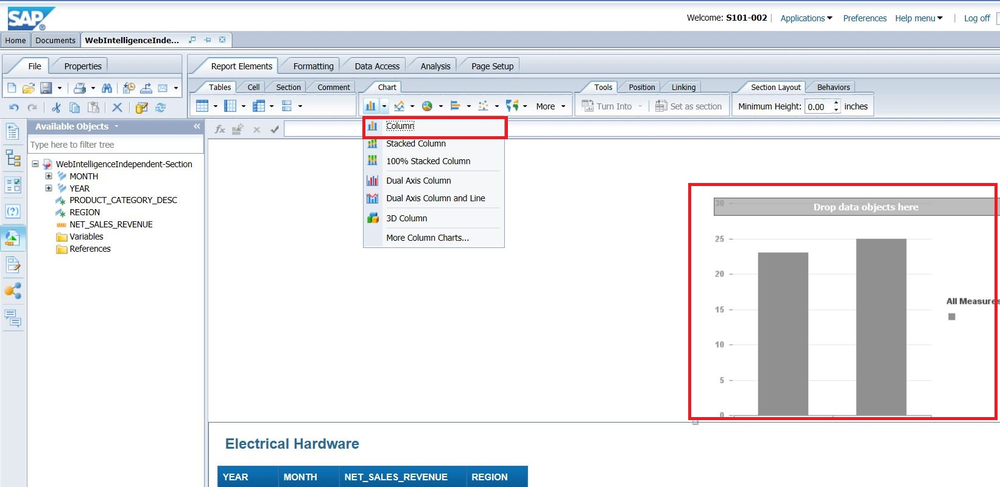 SAP®
Welcome: S101-002 | Applications Preferences Help menu | Log off
Home Documents WebIntelligenceInde...
File Properties Report Elements Formatting Data Access Analysis Page Setup
Tables Cell Section Comment Chart Tools Position Linking Section Layout Behaviors
More Turn Into Set as section Minimum Height: 0.00 inches
Available Objects
Type here to filter tree
WebIntelligenceIndependent-Section
MONTH
YEAR
PRODUCT_CATEGORY_DESC
REGION
NET_SALES_REVENUE
Variables
References
fx
Column
Stacked Column
100% Stacked Column
Dual Axis Column
Dual Axis Column and Line
3D Column
More Column Charts...
30
Drop data objects here
25
20
15
10
5
0
All Measures
Electrical Hardware
YEAR MONTH NET_SALES_REVENUE REGION